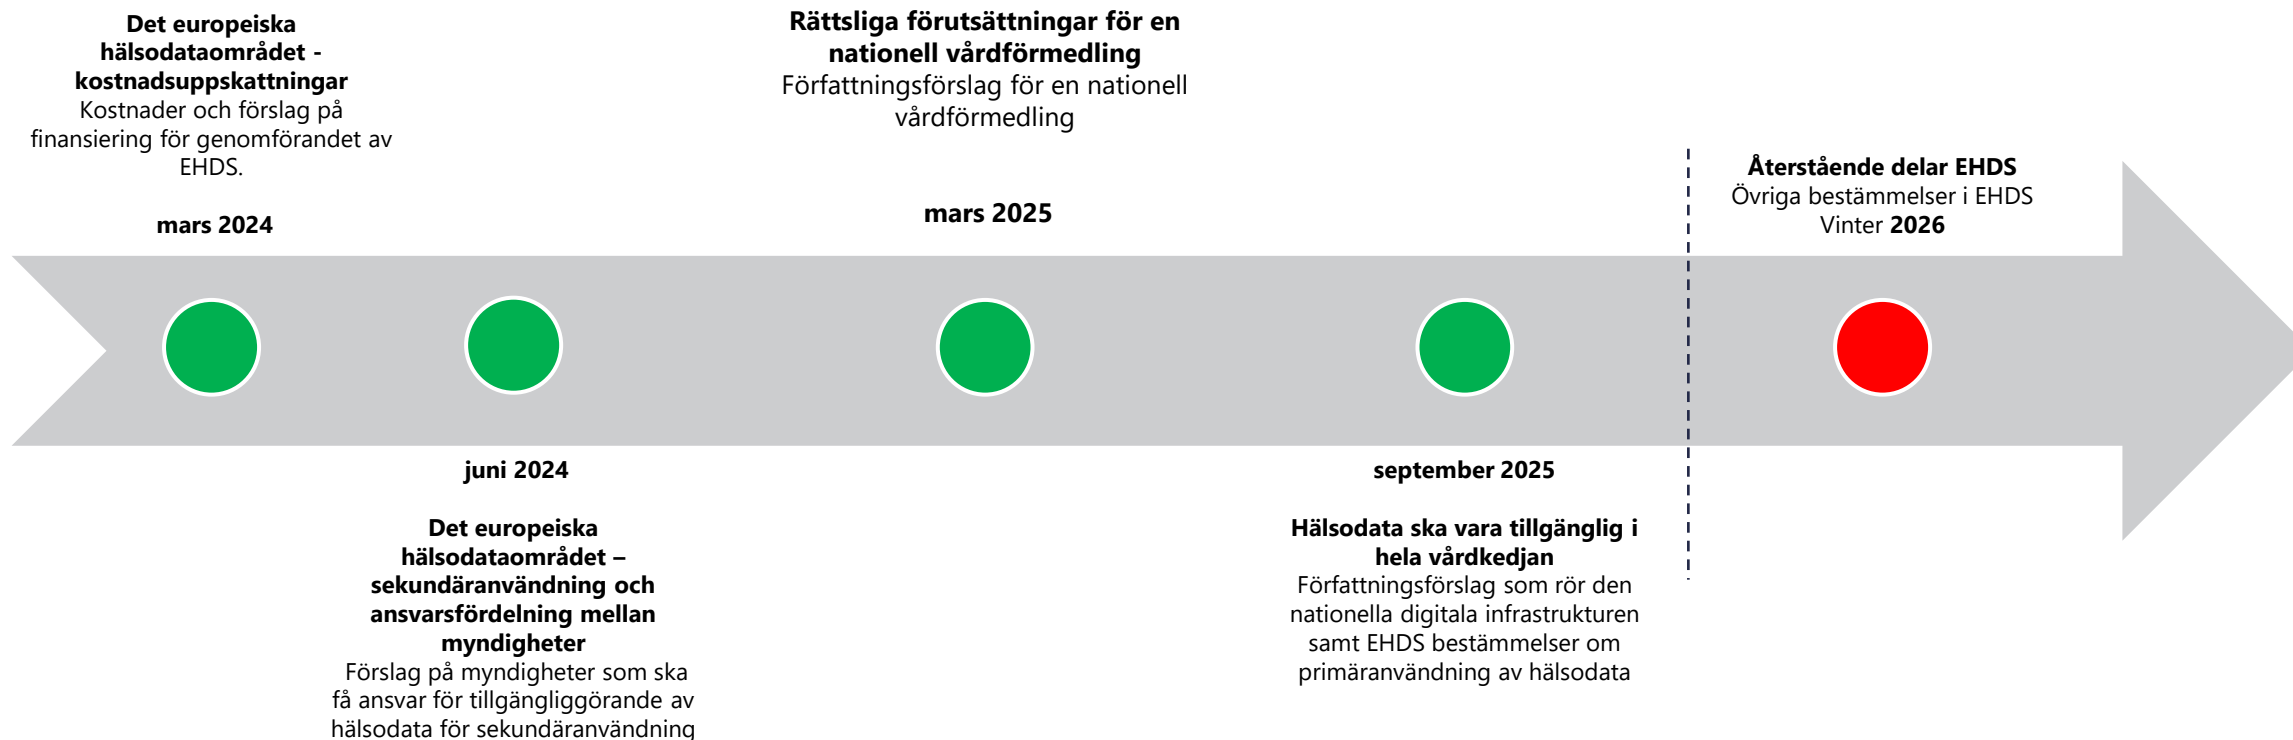 Det europeiska
hälsodataområdet -
kostnadsuppskattningar
Kostnader och förslag på
finansiering för genomförandet av
EHDS.
mars 2024
juni 2024
Det europeiska
hälsodataområdet –
sekundäranvändning och
ansvarsfördelning mellan
myndigheter
Förslag på myndigheter som ska
få ansvar för tillgängliggörande av
hälsodata för sekundäranvändning
Rättsliga förutsättningar för en
nationell vårdförmedling
Författningsförslag för en nationell
vårdförmedling
mars 2025
september 2025
Hälsodata ska vara tillgänglig i
hela vårdkedjan
Författningsförslag som rör den
nationella digitala infrastrukturen
samt EHDS bestämmelser om
primäranvändning av hälsodata
Återstående delar EHDS
Övriga bestämmelser i EHDS
Vinter 2026